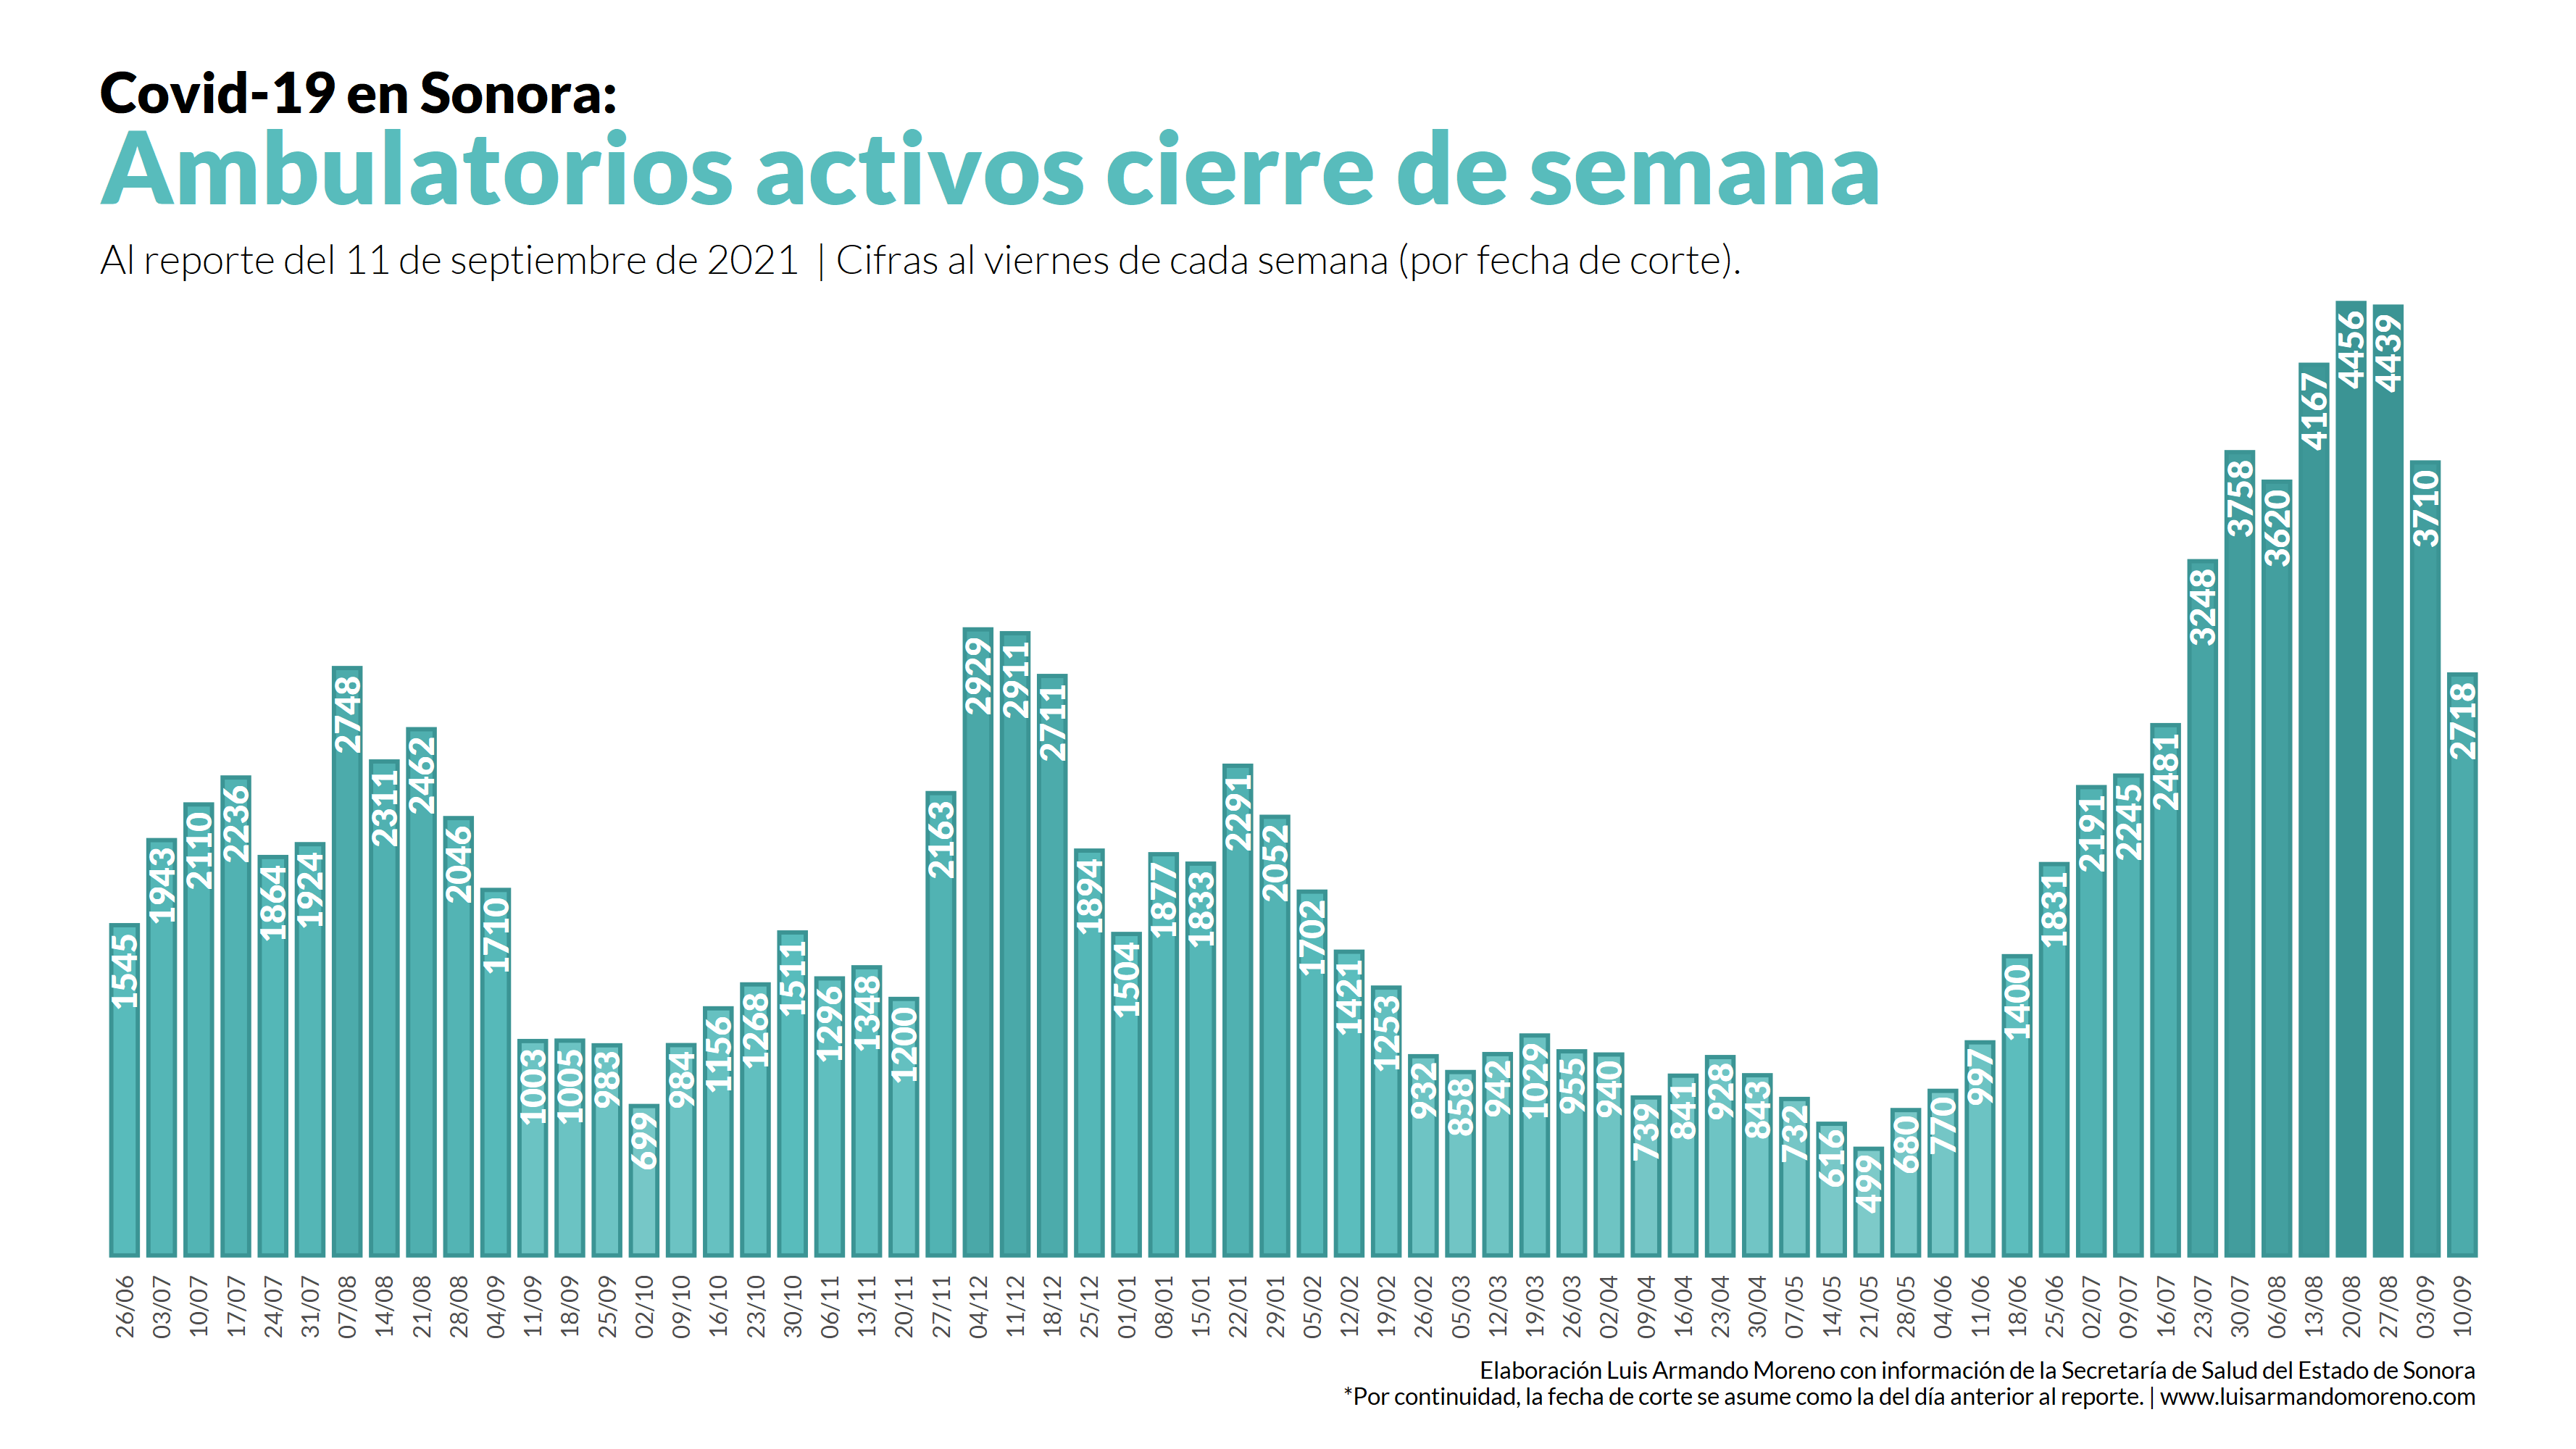 Covid-19 en Sonora:
Ambulatorios activos cierre de semana
Al reporte del 11 de septiembre de 2021 | Cifras al viernes de cada semana (por fecha de corte).
1545 1943 2110 2236 1864 1924 2748 2311 2462 2046 1710 1003 1005 983 699 984 1156 1268 1511 1296 1348 1200 2163 2929 2911 2711 1894 1504 1877 1833 2291 2052 1702 1421 1253 932 858 942 1029 955 940 739 841 928 843 732 616 499 680 770 997 1400 1831 2191 2245 2481 3248 3758 3620 4167 4456 4439 3710 2718
26/06 03/07 10/07 17/07 24/07 31/07 07/08 14/08 21/08 28/08 04/09 11/09 18/09 25/09 02/10 09/10 16/10 23/10 30/10 06/11 13/11 20/11 27/11 04/12 11/12 18/12 25/12 01/01 08/01 15/01 22/01 29/01 05/02 12/02 19/02 26/02 05/03 12/03 19/03 26/03 02/04 09/04 16/04 23/04 30/04 07/05 14/05 21/05 28/05 04/06 11/06 18/06 25/06 02/07 09/07 16/07 23/07 30/07 06/08 13/08 20/08 27/08 03/09 10/09
Elaboración Luis Armando Moreno con información de la Secretaría de Salud del Estado de Sonora
*Por continuidad, la fecha de corte se asume como la del día anterior al reporte. | www.luisarmandomoreno.com